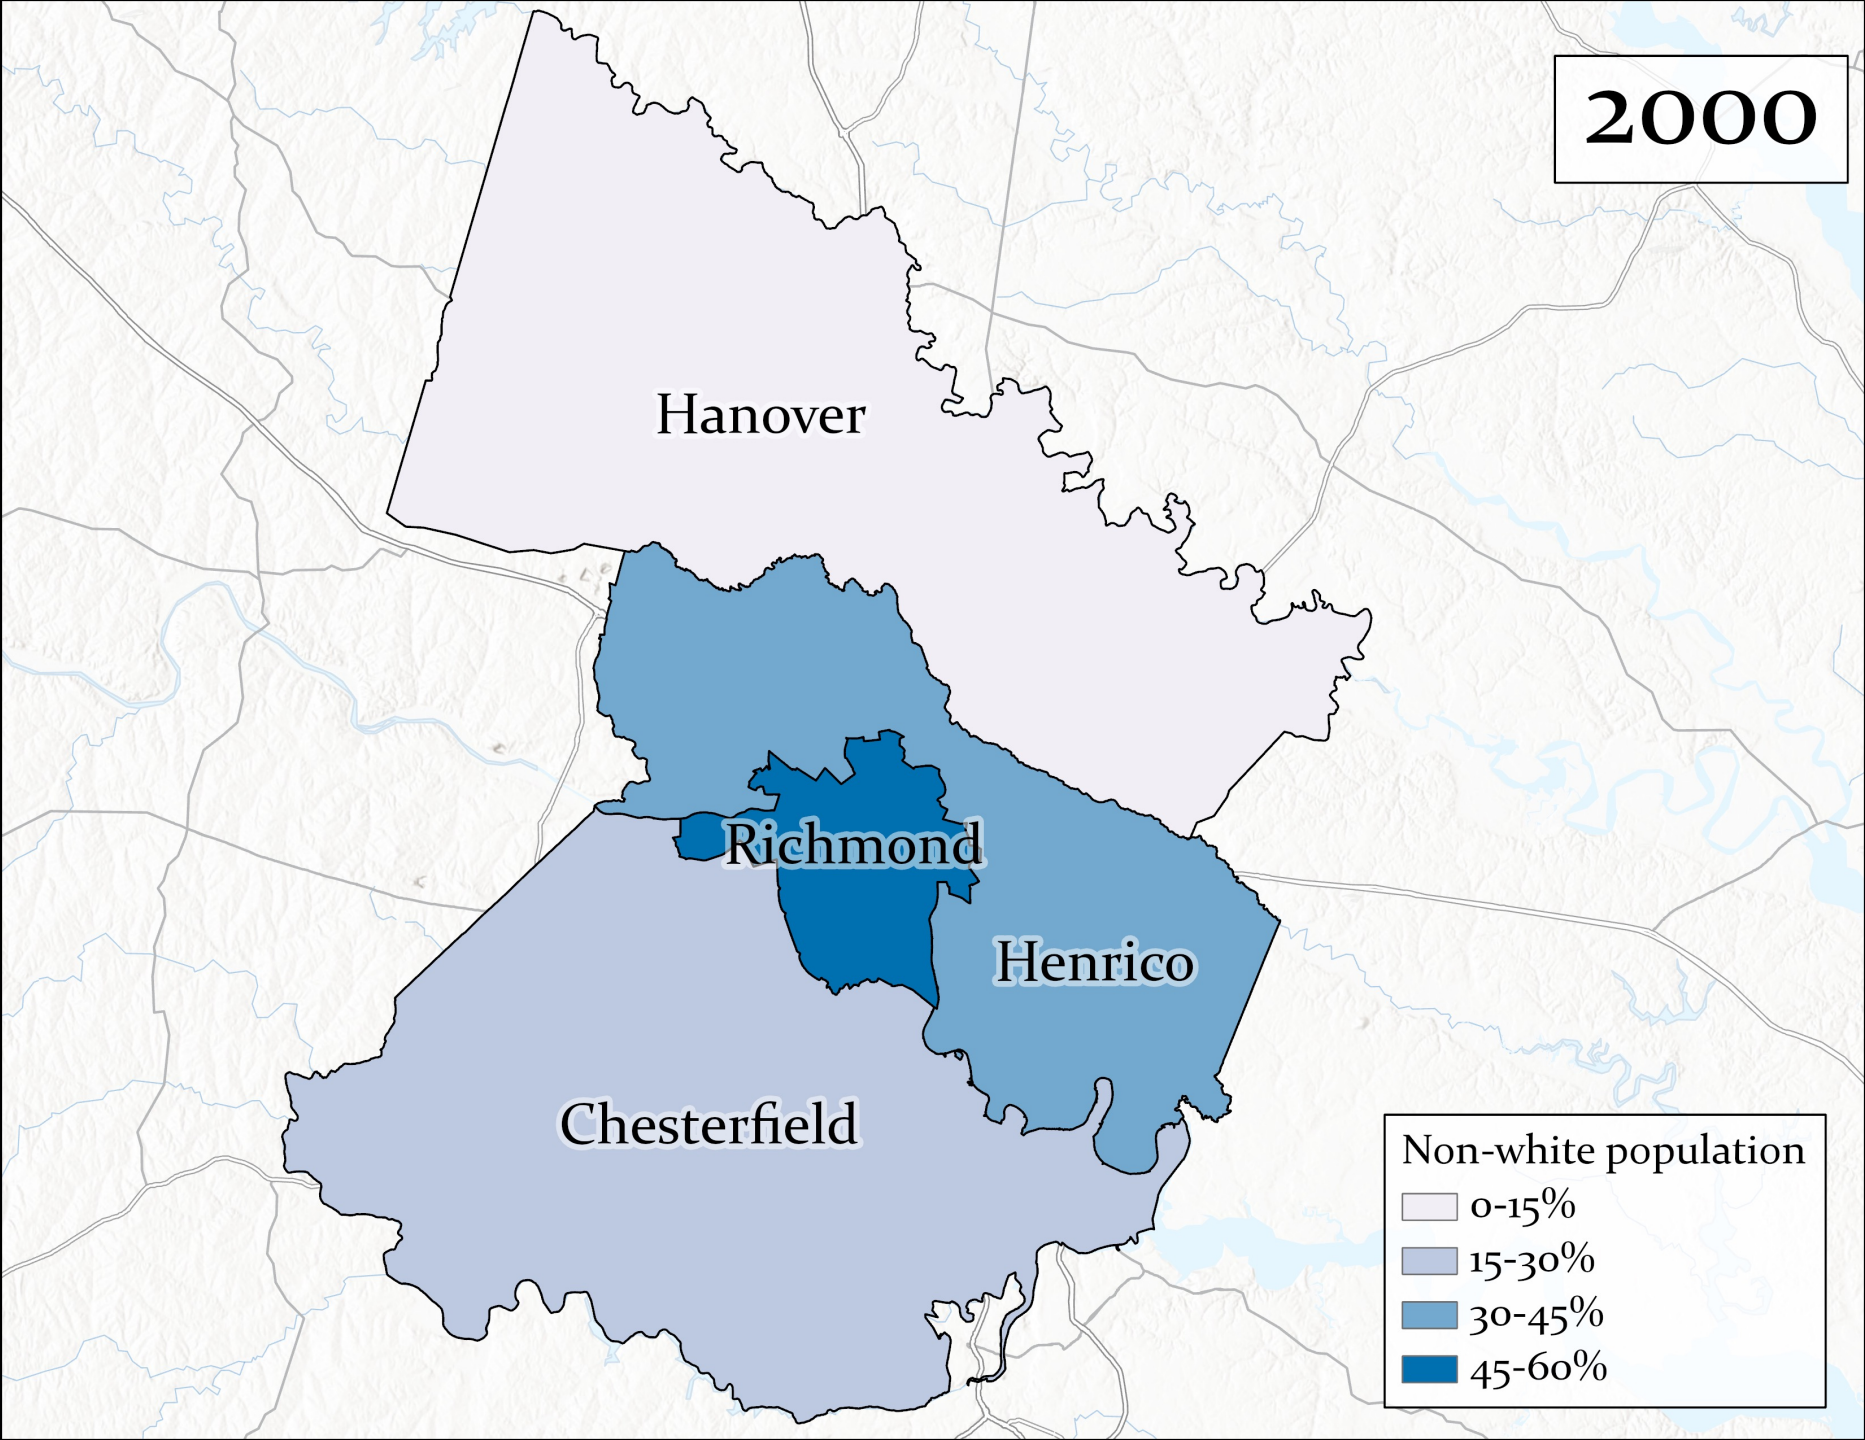 2000
Hanover
Richmond
Henrico
Chesterfield
Non-white population
0-15%
15-30%
30-45%
45-60%